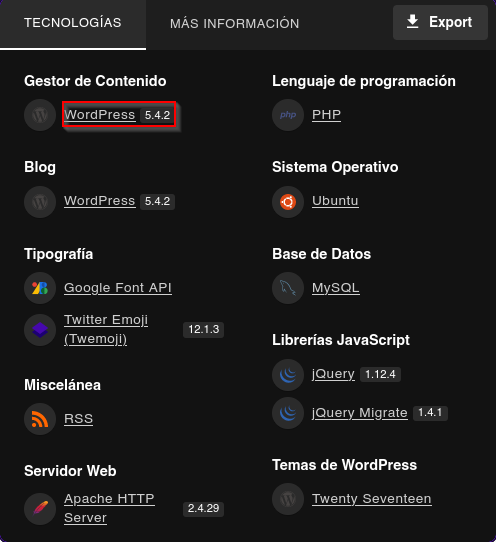 TECNOLOGÍAS
MÁS INFORMACIÓN
Export
Gestor de Contenido
WordPress 5.4.2
Blog
WordPress 5.4.2
Tipografía
Google Font API
Twitter Emoji
(Twemoji) 12.1.3
Miscelánea
RSS
Servidor Web
Apache HTTP
Server 2.4.29
Lenguaje de programación
php PHP
Sistema Operativo
Ubuntu
Base de Datos
MySQL
Librerías JavaScript
jQuery 1.12.4
jQuery Migrate 1.4.1
Temas de WordPress
Twenty Seventeen